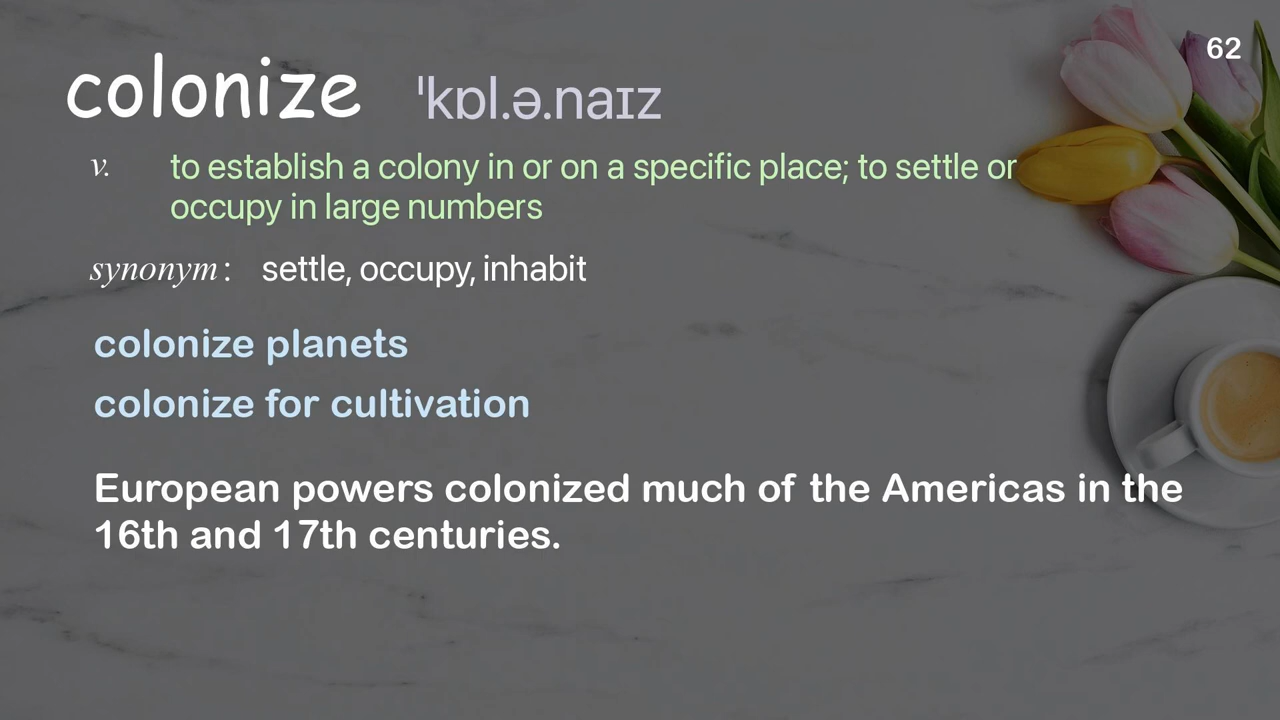 62
colonize ˈkɒl.ə.naɪz
v. to establish a colony in or on a specific place; to settle or
occupy in large numbers
synonym: settle, occupy, inhabit
colonize planets
colonize for cultivation
European powers colonized much of the Americas in the
16th and 17th centuries.